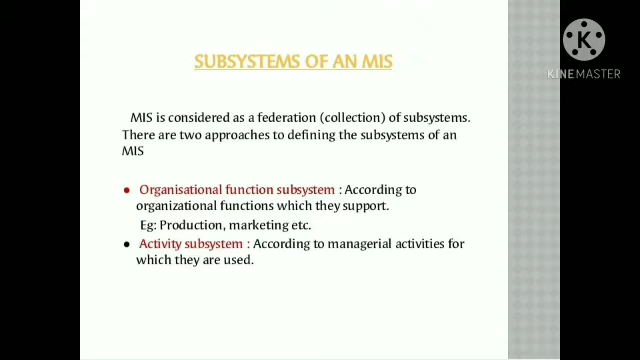 SUBSYSTEMS OF AN MIS
K
KINEMASTER
MIS is considered as a federation (collection) of subsystems.
There are two approaches to defining the subsystems of an
MIS
● Organisational function subsystem : According to
organizational functions which they support.
Eg: Production, marketing etc.
● Activity subsystem : According to managerial activities for
which they are used.